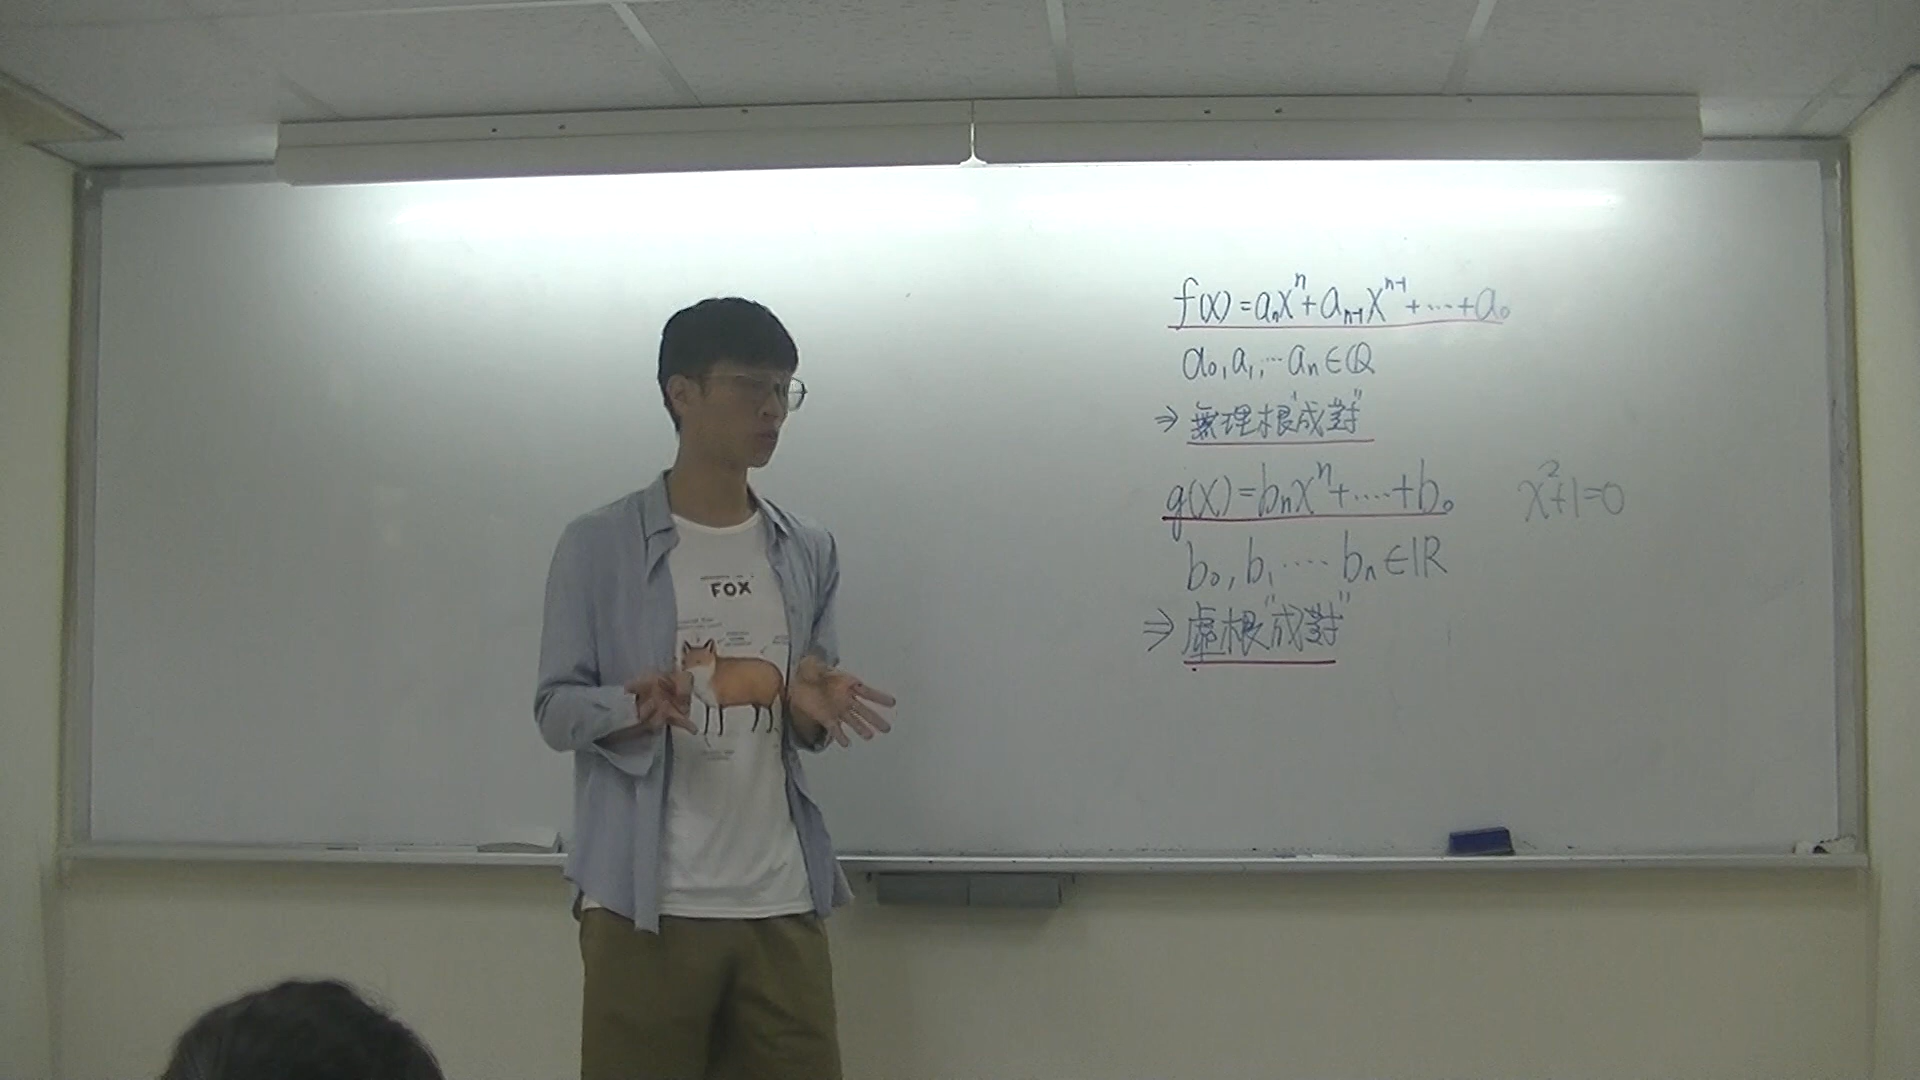 f(x)=aₙxⁿ+aₙ₋₁xⁿ⁻¹+…+a₀
a₀,a₁,…aₙ∈ℚ
⇒無理根"成對"
g(x)=bₙxⁿ+….+b₀
x²+1=0
b₀,b₁….bₙ∈ℝ
⇒虛根"成對"
FOX